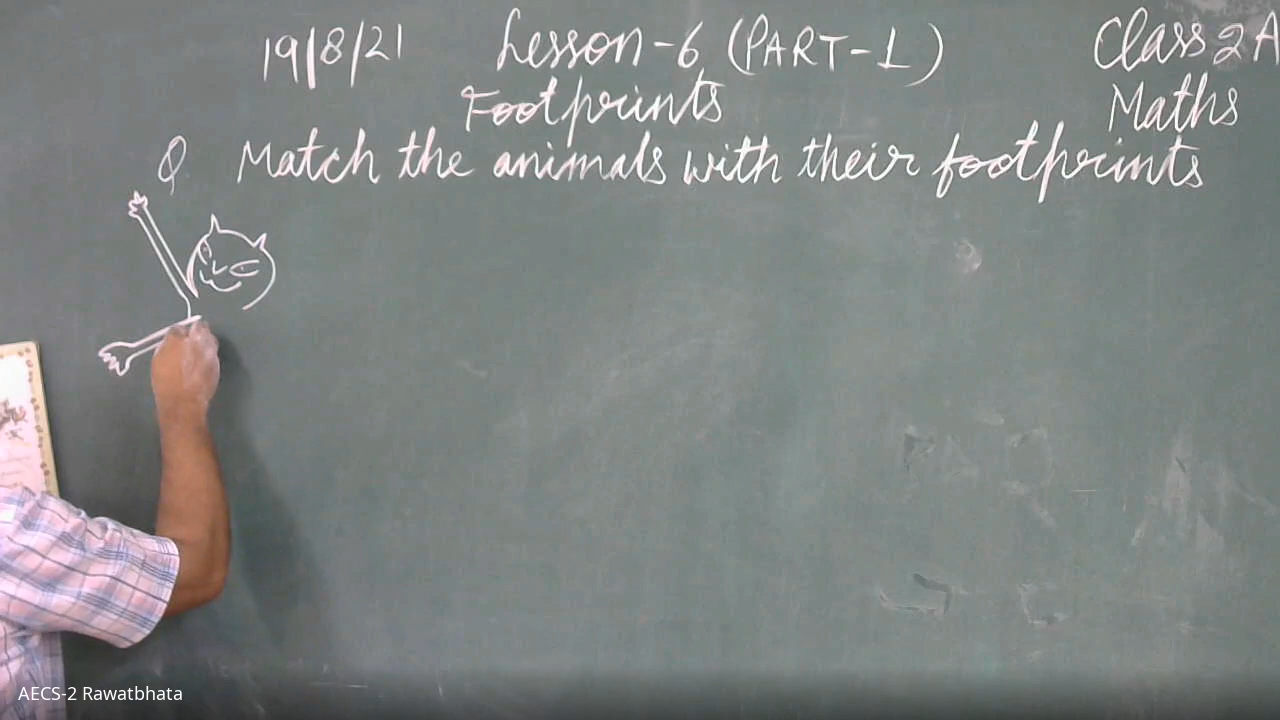 19/8/21 Lesson-6 (PART-1) Class 2A
Footprints Maths
Q Match the animals with their footprints
AECS-2 Rawatbhata